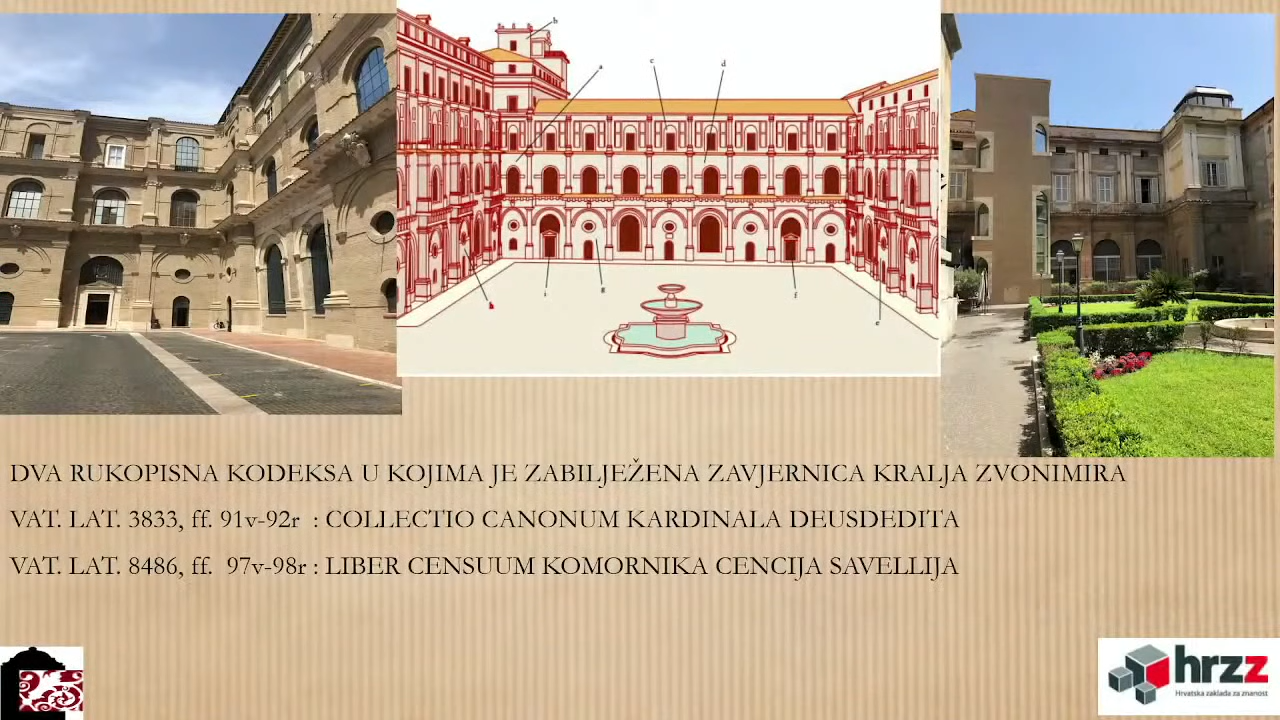 b
a
c
d
h
i
g
f
e
DVA RUKOPISNA KODEKSA U KOJIMA JE ZABILJEŽENA ZAVJERNICA KRALJA ZVONIMIRA
VAT. LAT. 3833, ff. 91v-92r : COLLECTIO CANONUM KARDINALA DEUSDEDITA
VAT. LAT. 8486, ff. 97v-98r : LIBER CENSUUM KOMORNIKA CENCIJA SAVELLIJA
hrzz
Hrvatska zaklada za znanost